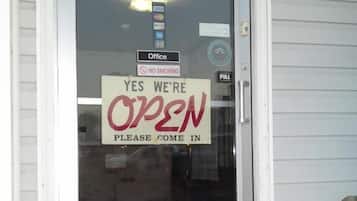 Office
NO SMOKING
PULL
YES WE'RE
OPEN
PLEASE COME IN